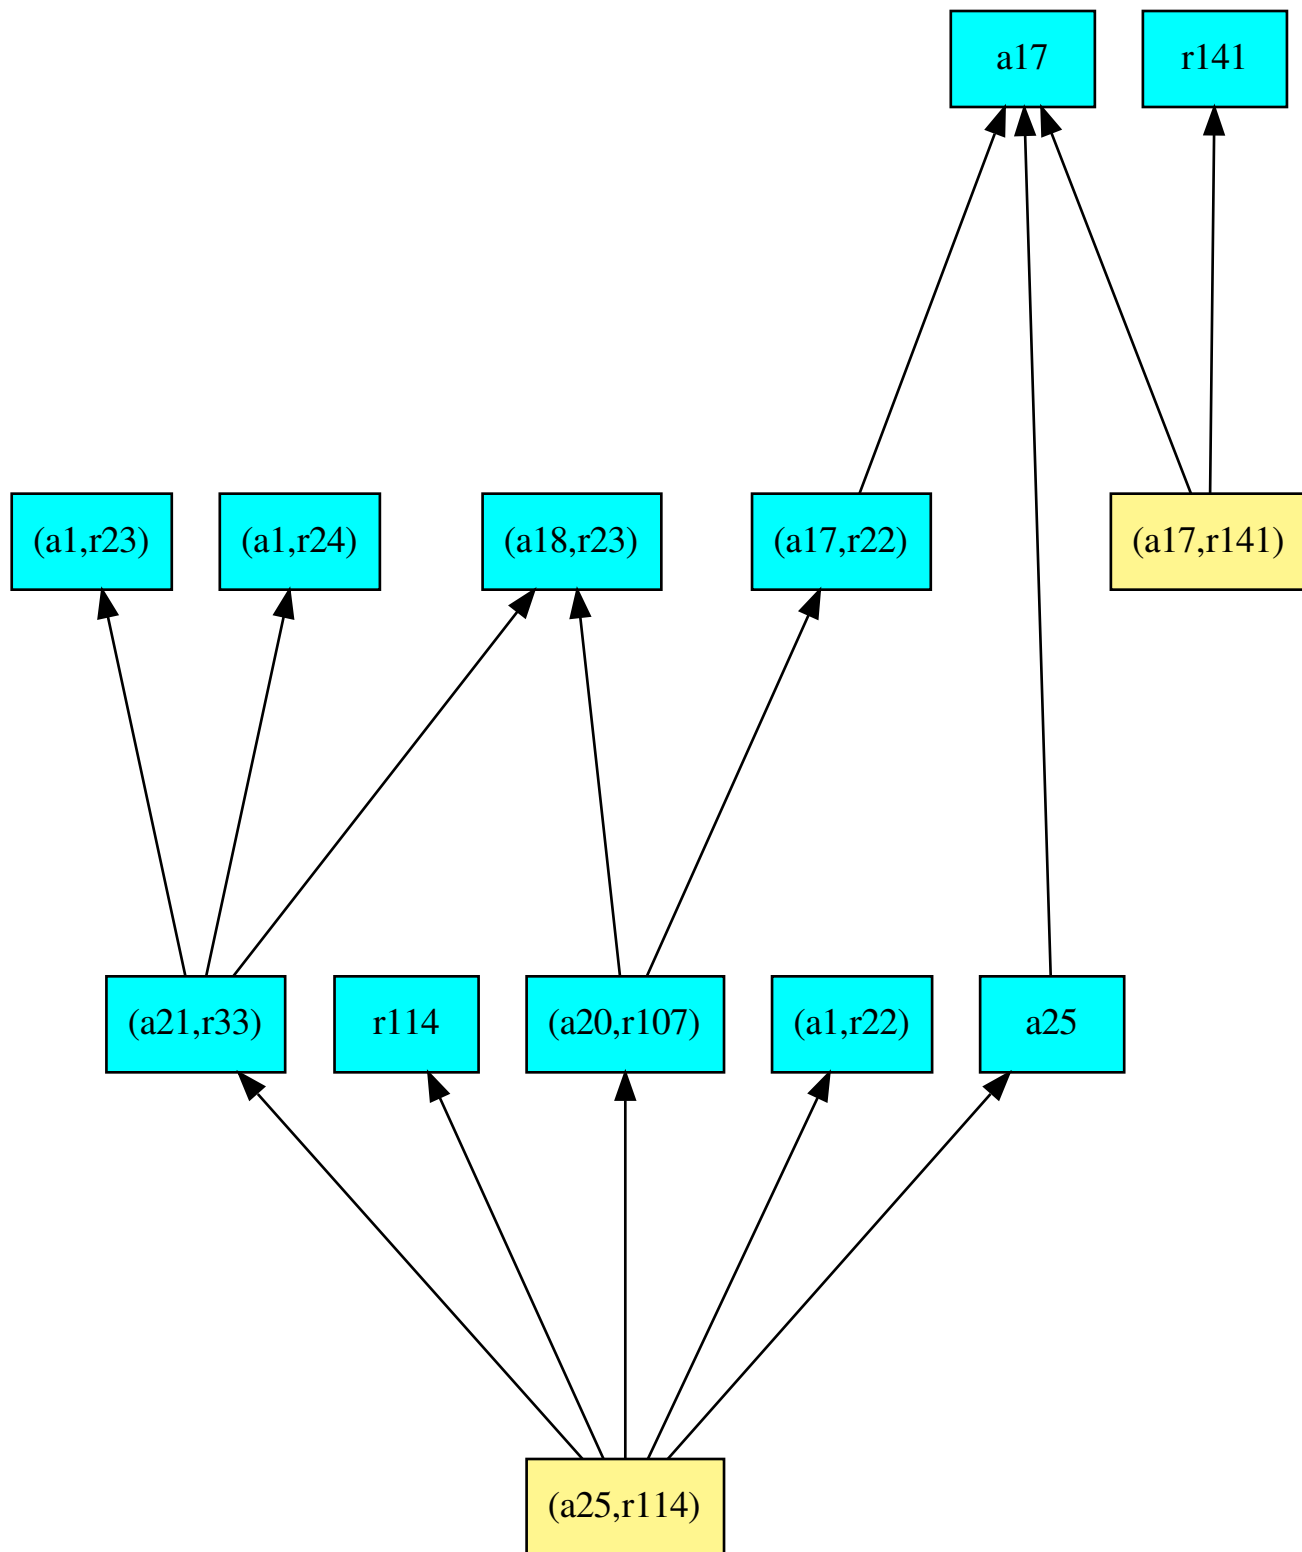 a17
r141
(a1,r23)
(a1,r24)
(a18,r23)
(a17,r22)
(a17,r141)
(a21,r33)
r114
(a20,r107)
(a1,r22)
a25
(a25,r114)